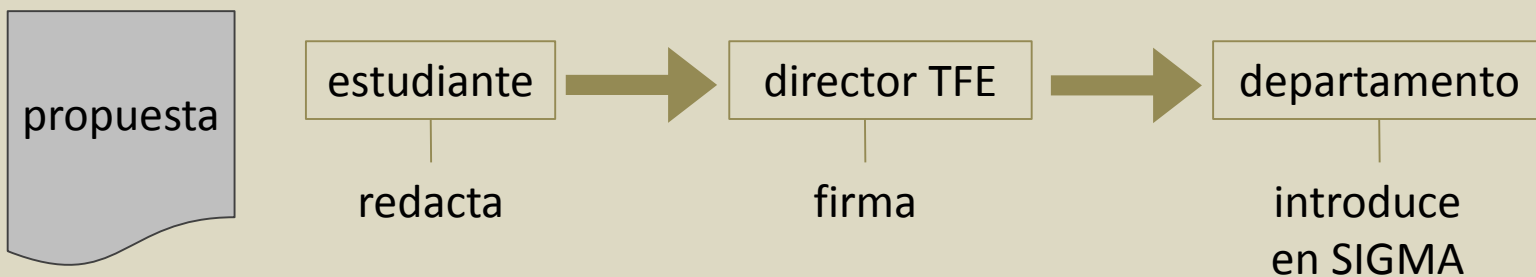 propuesta
estudiante
director TFE
departamento
redacta
firma
introduce
en SIGMA